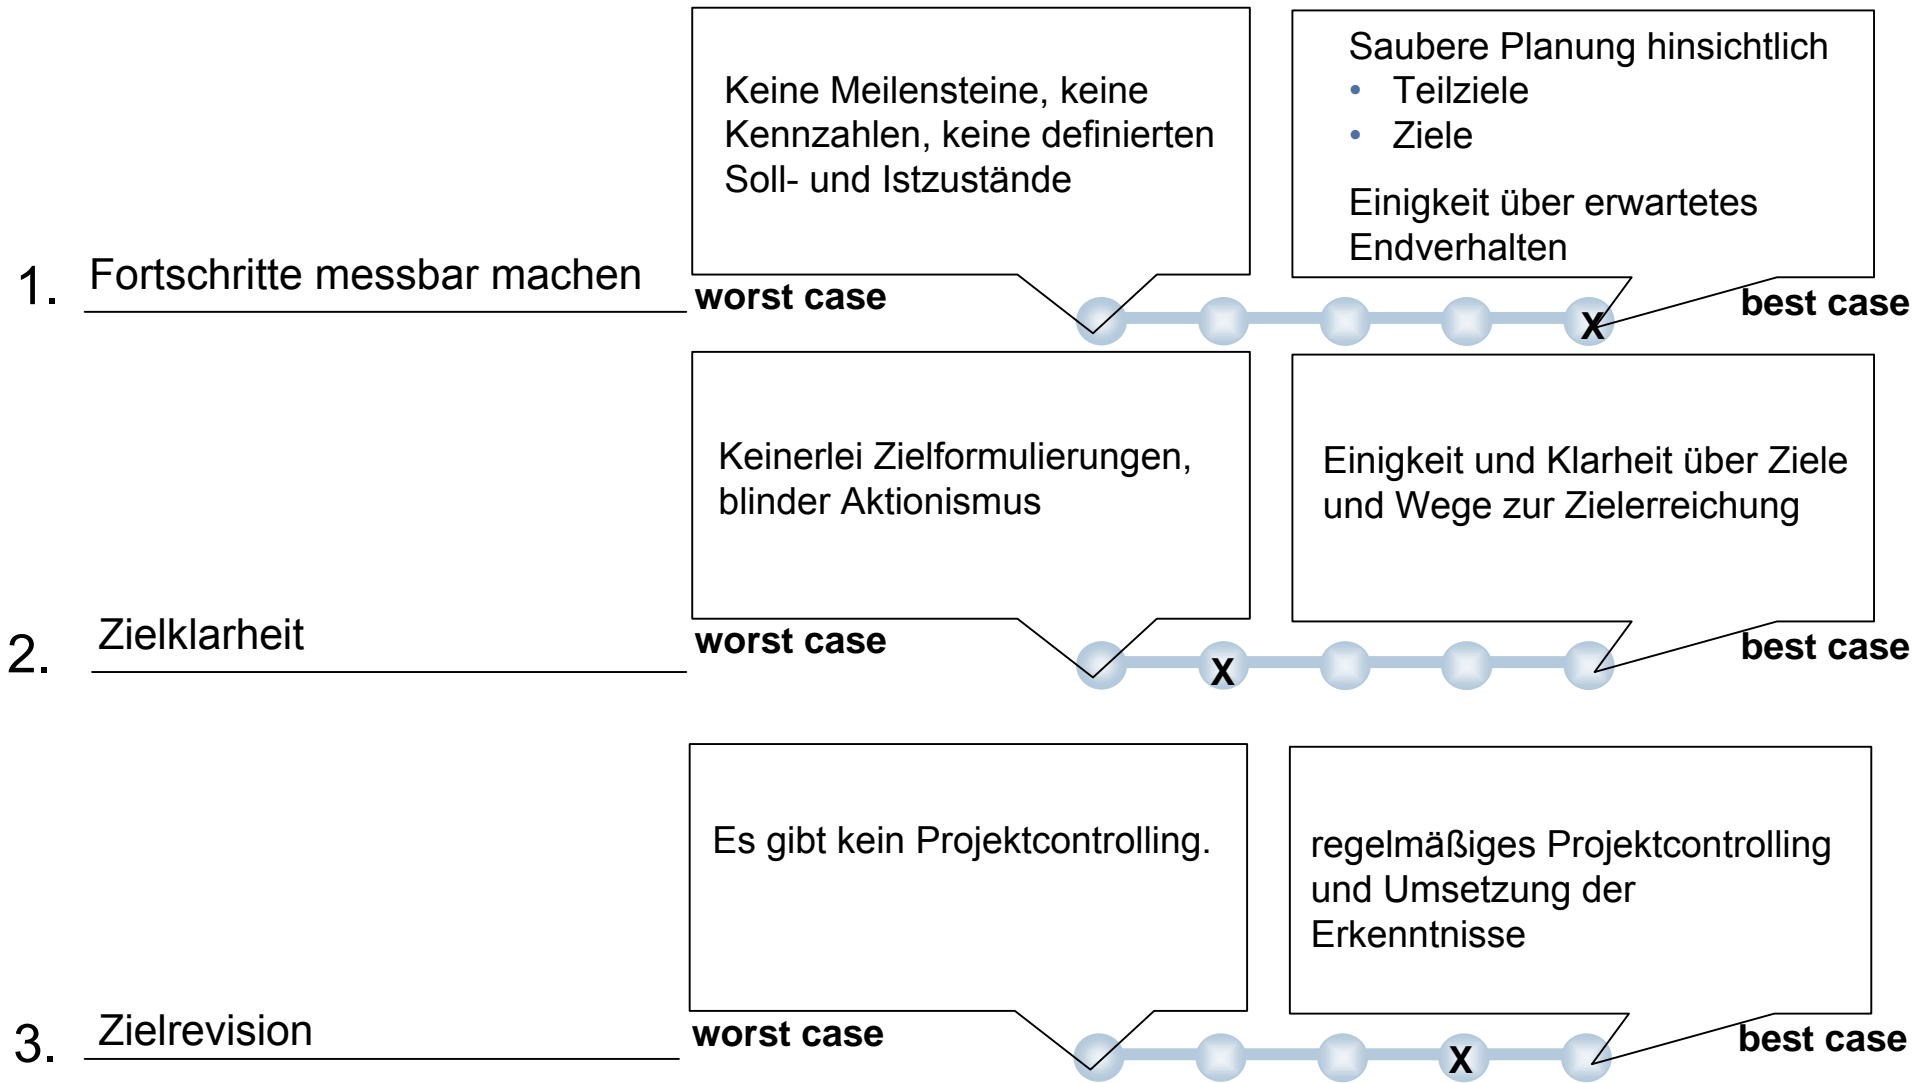 Keine Meilensteine, keine
Kennzahlen, keine definierten
Soll- und Istzustände
Saubere Planung hinsichtlich
• Teilziele
• Ziele
Einigkeit über erwartetes
Endverhalten
1. Fortschritte messbar machen
worst case
X
best case
Keinerlei Zielformulierungen,
blinder Aktionismus
Einigkeit und Klarheit über Ziele
und Wege zur Zielerreichung
2. Zielklarheit
worst case
X
best case
Es gibt kein Projektcontrolling.
regelmäßiges Projektcontrolling
und Umsetzung der
Erkenntnisse
3. Zielrevision
worst case
X
best case